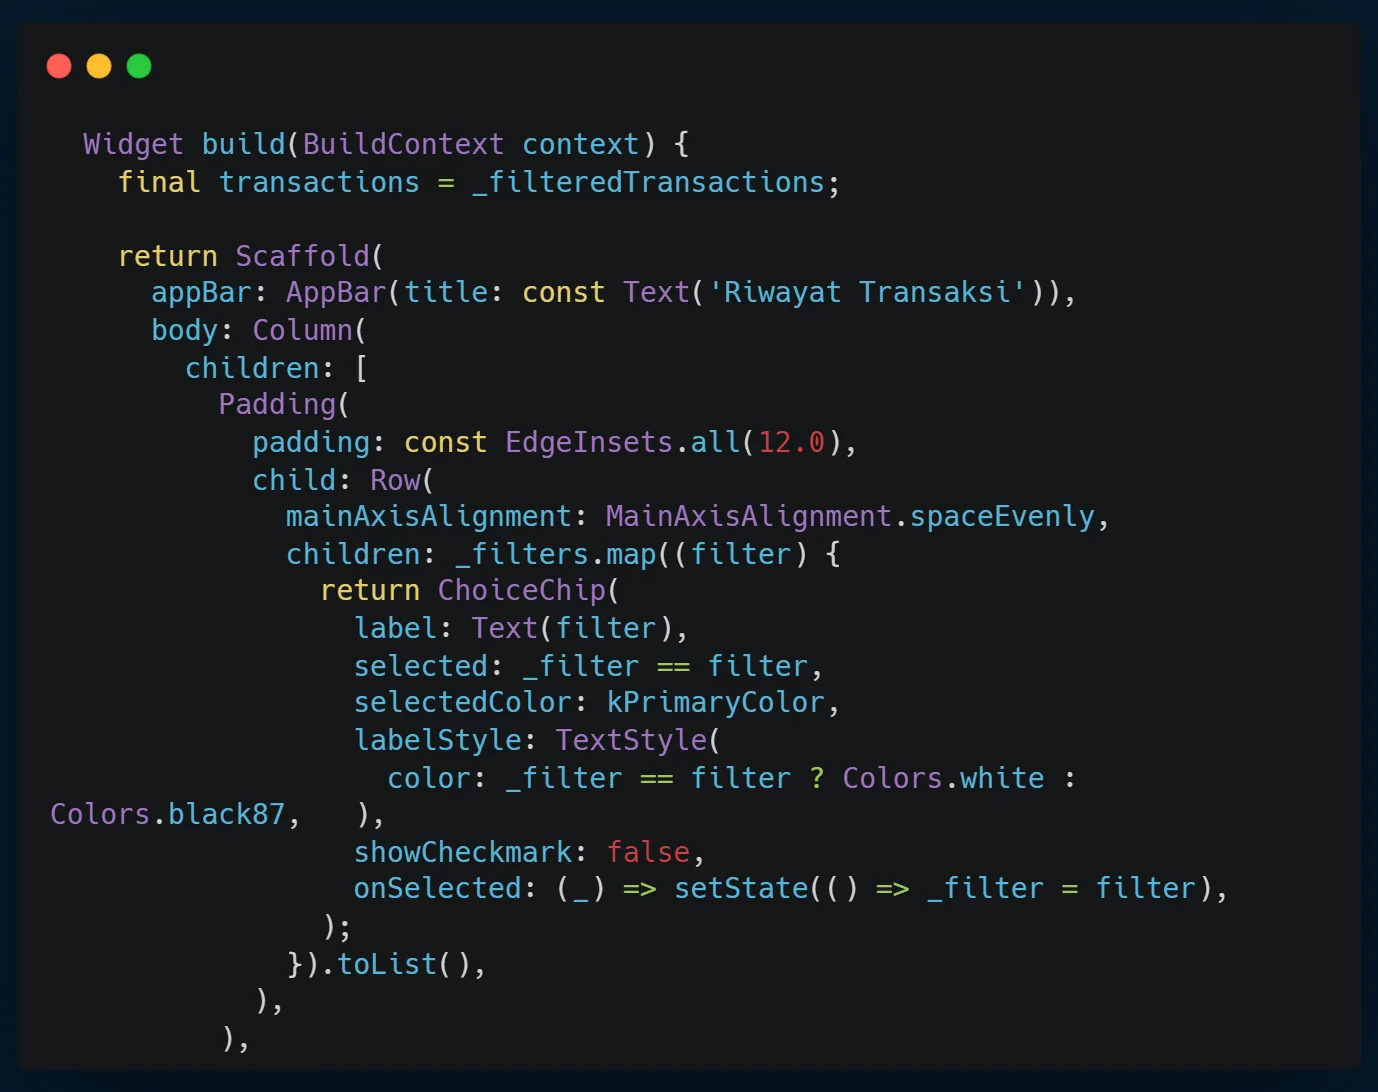 Widget build(BuildContext context) {
    final transactions = _filteredTransactions;

    return Scaffold(
      appBar: AppBar(title: const Text('Riwayat Transaksi')),
      body: Column(
        children: [
          Padding(
            padding: const EdgeInsets.all(12.0),
            child: Row(
              mainAxisAlignment: MainAxisAlignment.spaceEvenly,
              children: _filters.map((filter) {
                return ChoiceChip(
                  label: Text(filter),
                  selected: _filter == filter,
                  selectedColor: kPrimaryColor,
                  labelStyle: TextStyle(
                    color: _filter == filter ? Colors.white :
Colors.black87,   ),
                  showCheckmark: false,
                  onSelected: (_) => setState(() => _filter = filter),
                );
              }).toList(),
            ),
          ),